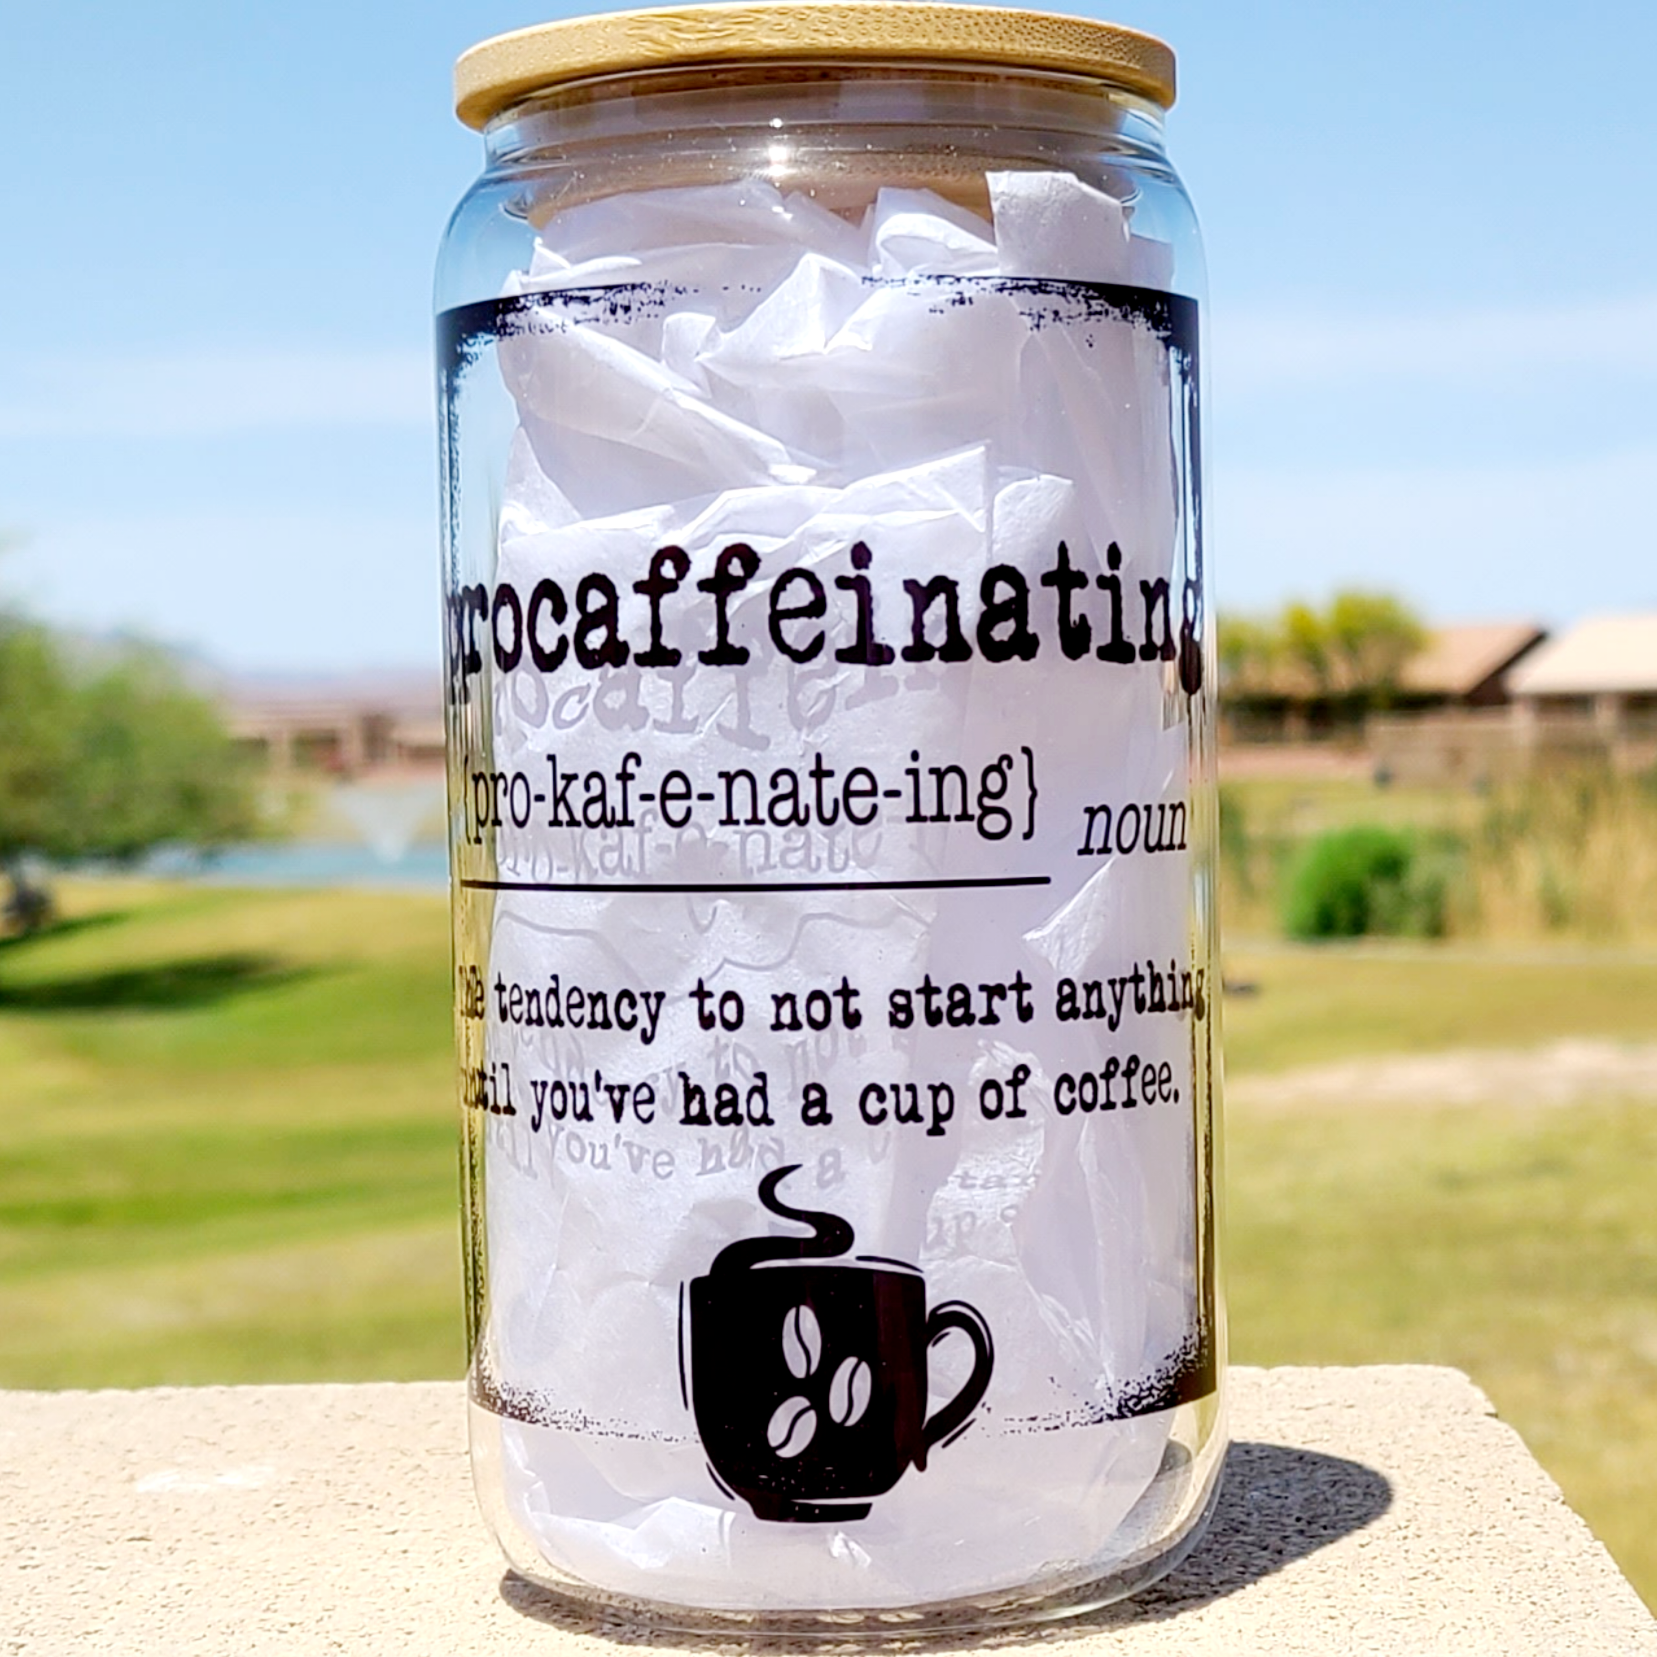 procaffeinating
{pro-kaf-e-nate-ing} noun
the tendency to not start anything
until you've had a cup of coffee.